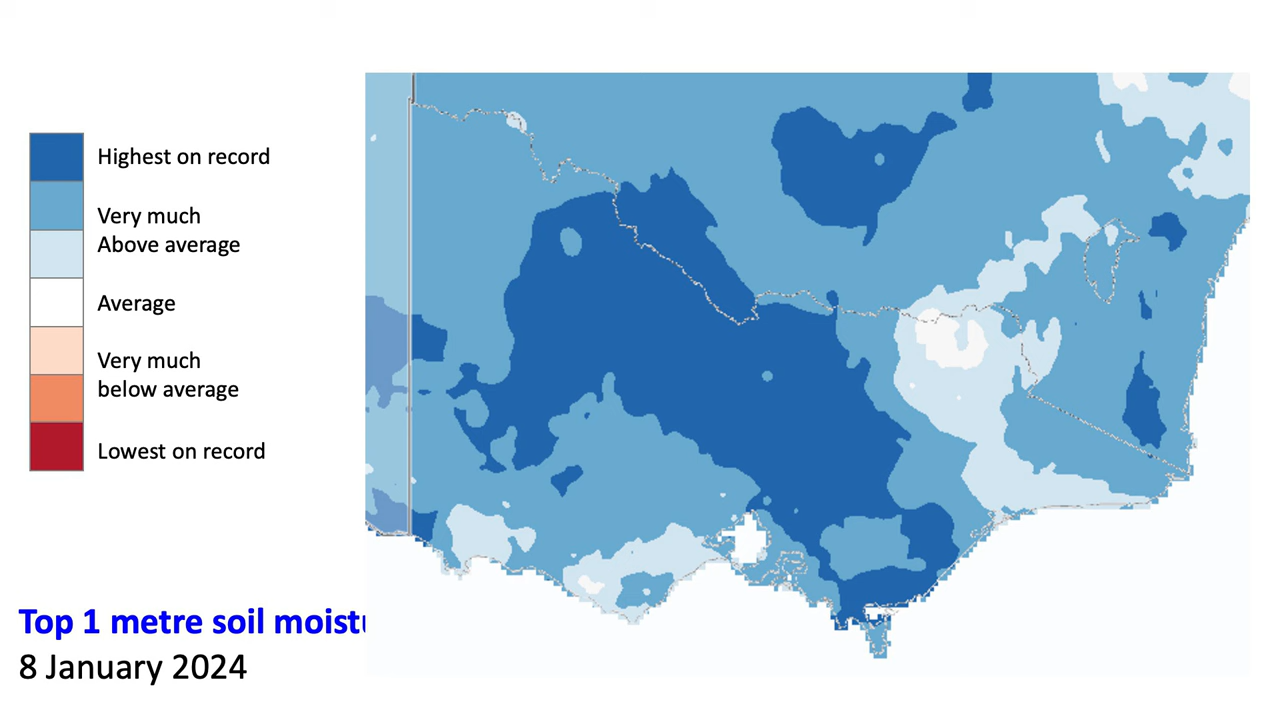 Highest on record
Very much
Above average
Average
Very much
below average
Lowest on record
Top 1 metre soil
8 January 2024